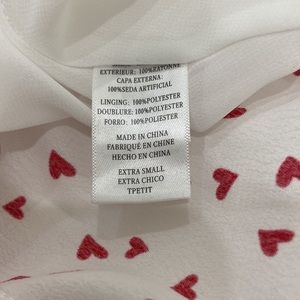 EXTERIEUR: 100%RAYONNE
CAPA EXTERNA:
100%SEDA ARTIFICIAL
LINGING: 100%POLYESTER
DOUBLURE: 100%POLYESTER
FORRO: 100%POLIESTER
MADE IN CHINA
FABRIQUÉ EN CHINE
HECHO EN CHINA
EXTRA SMALL
EXTRA CHICO
TPETIT